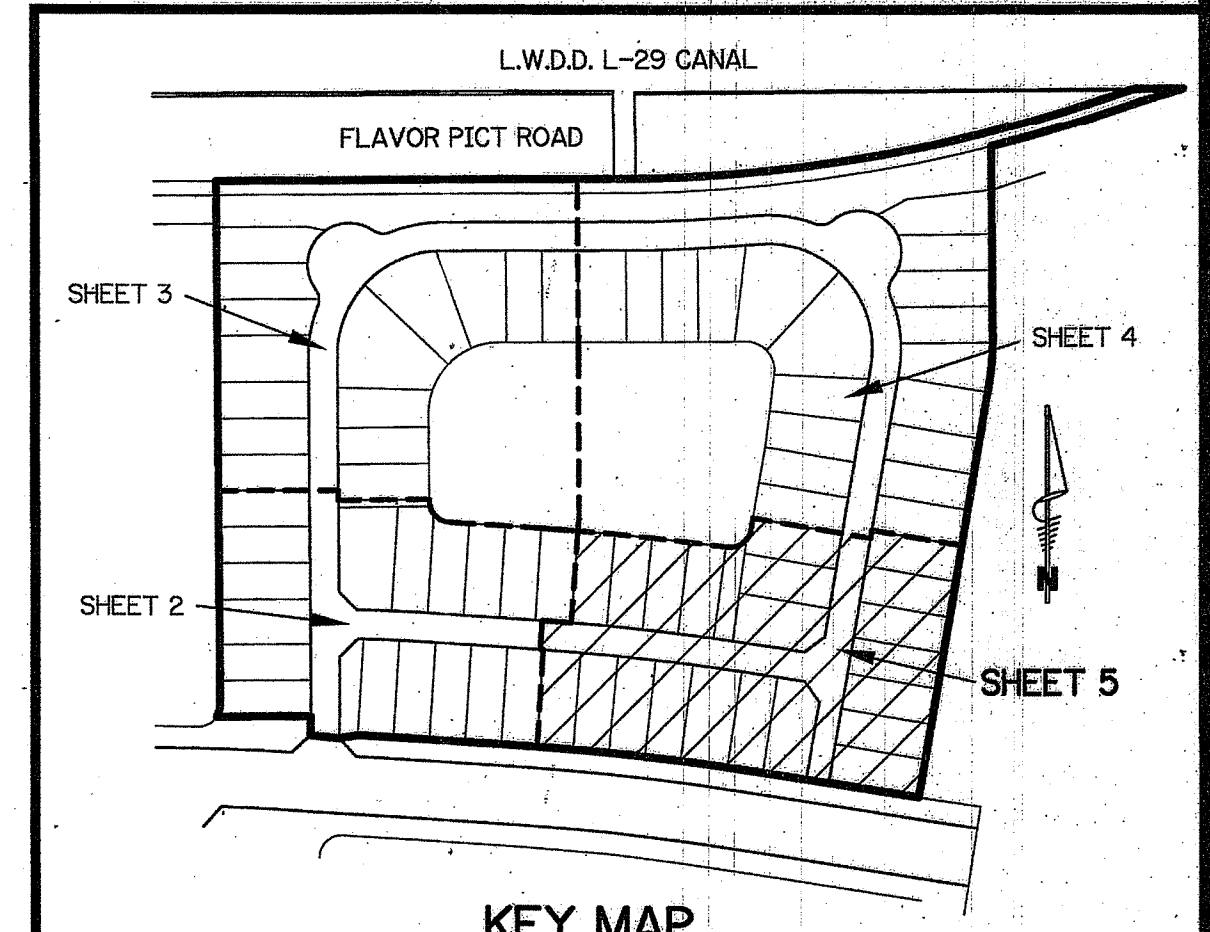 L.W.D.D. L-29 CANAL
FLAVOR PICT ROAD
SHEET 3
SHEET 4
N
SHEET 2
SHEET 5
KEY MAP